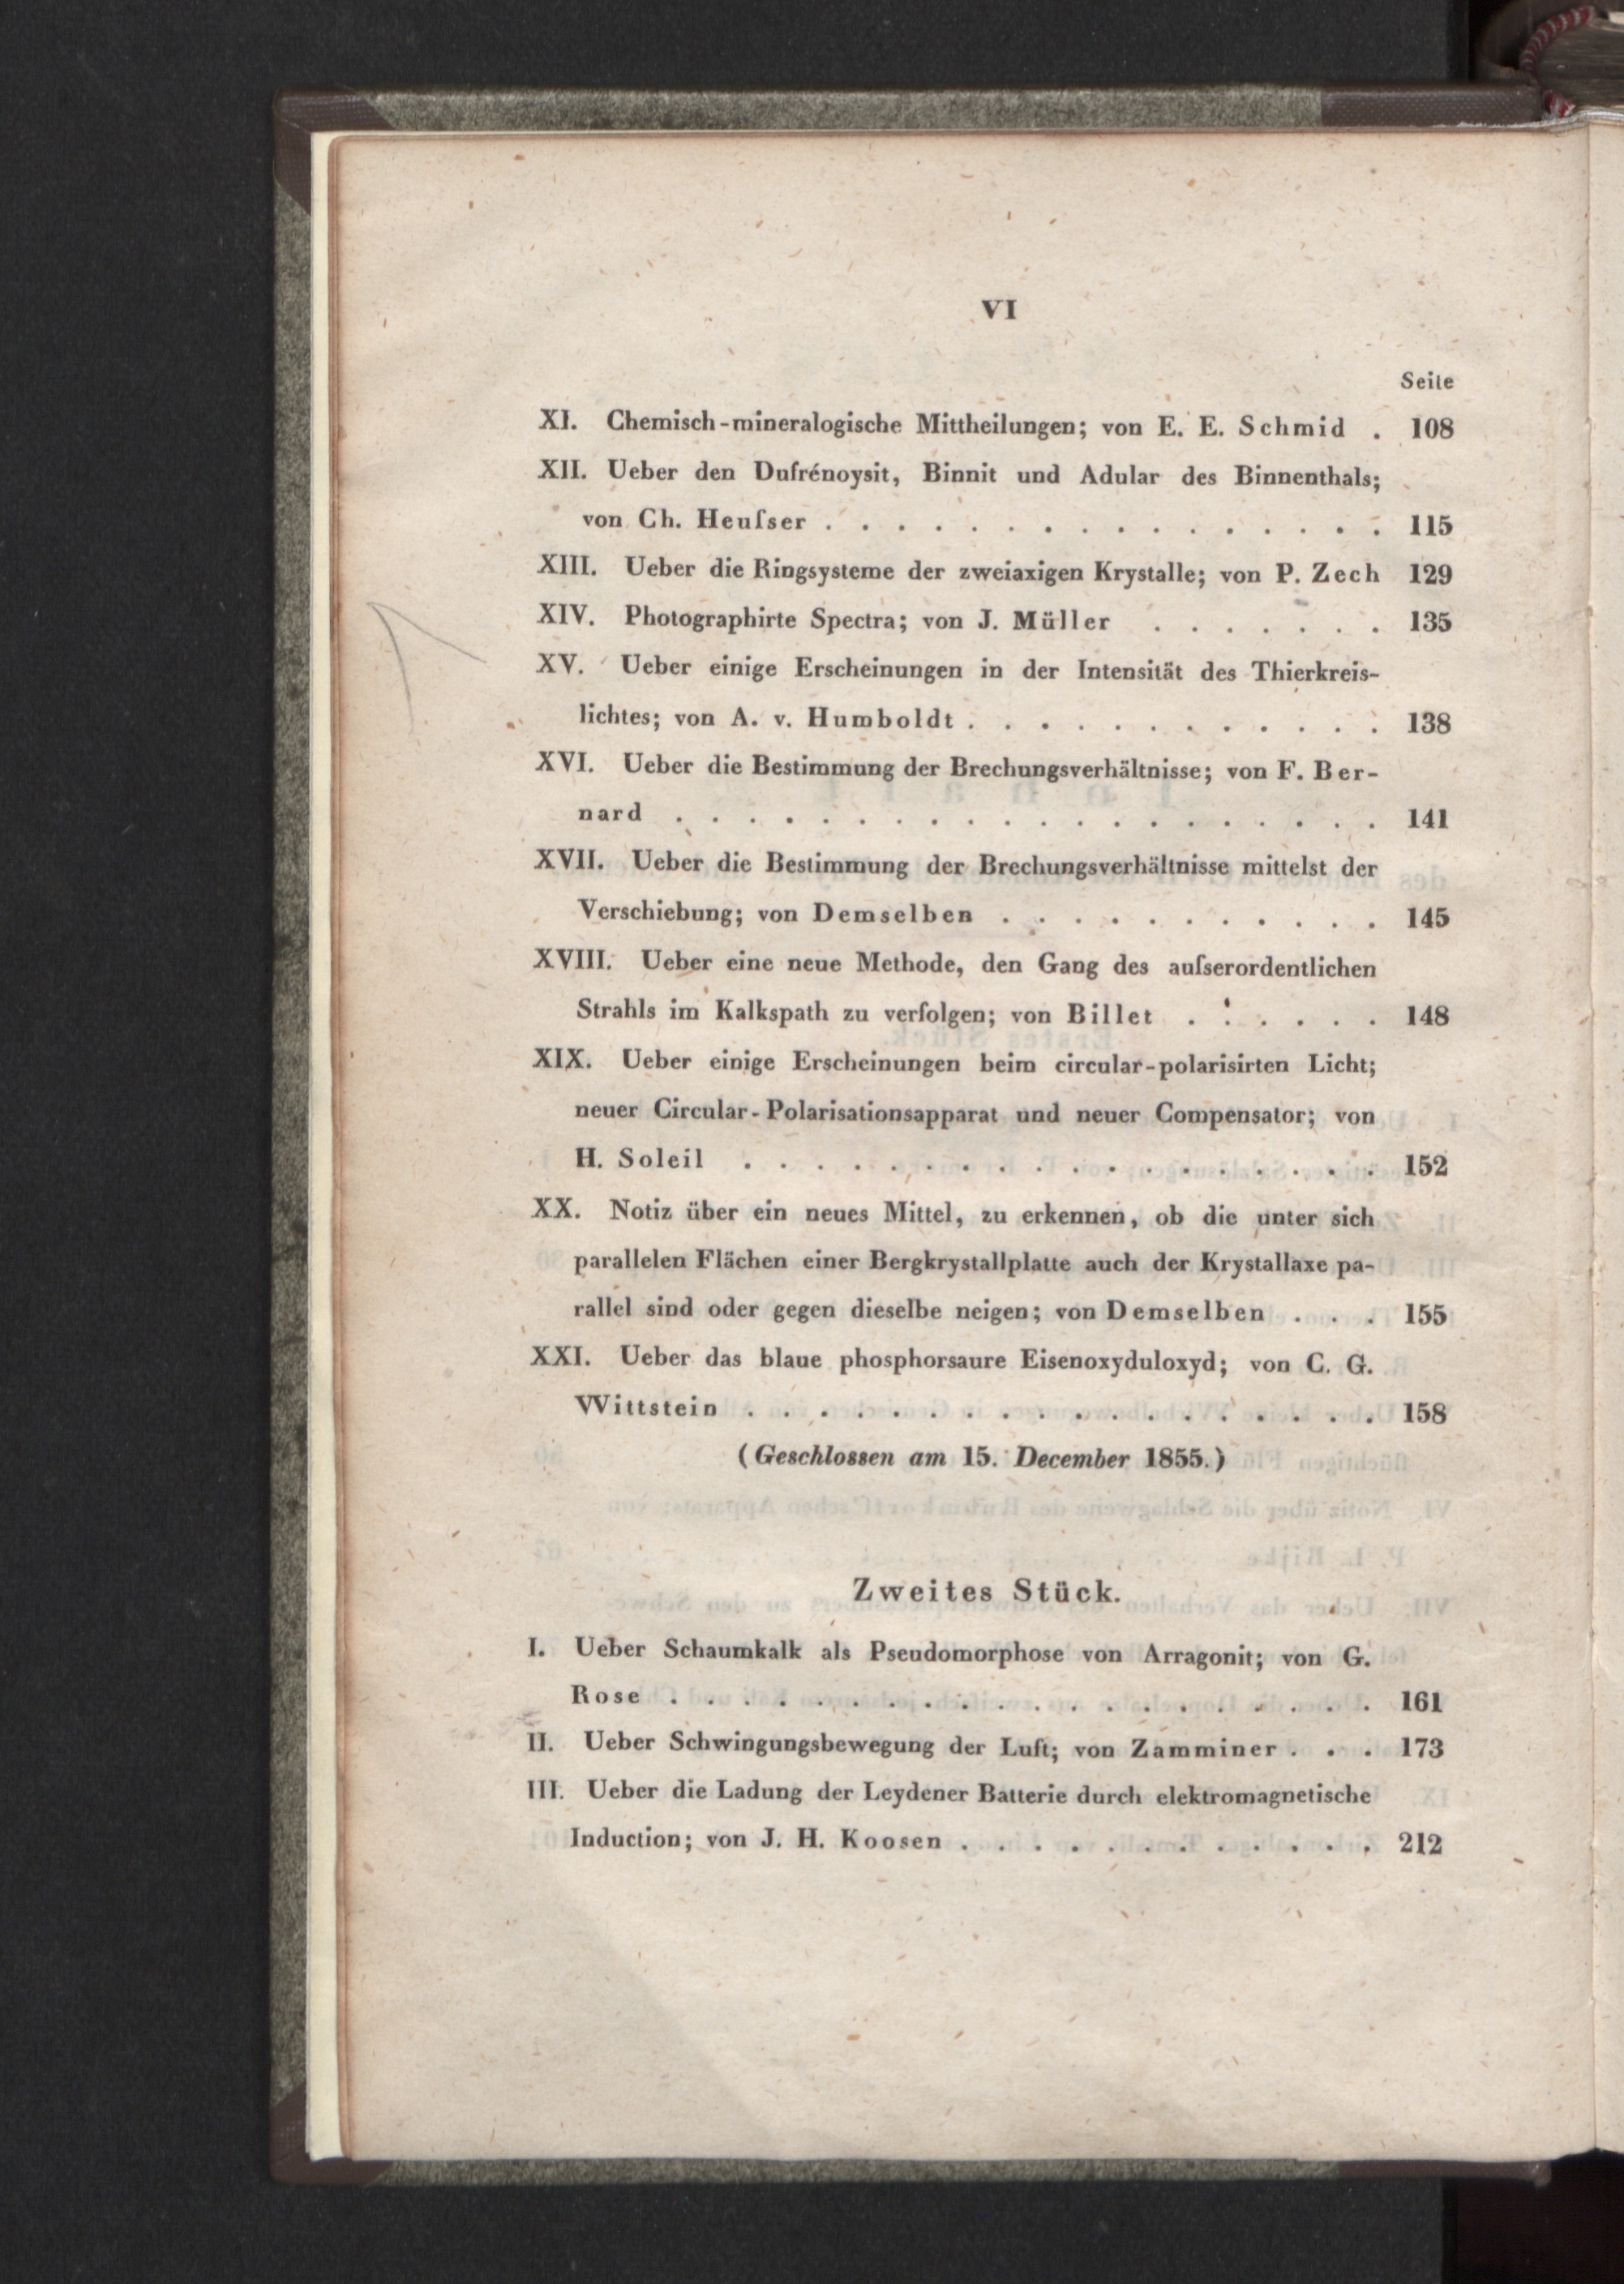 VI
Seite
XI. Chemisch-mineralogische Mittheilungen; von E. E. Schmid . 108
XII. Ueber den Dufrénoysit, Binnit und Adular des Binnenthals;
von Ch. Heuſser . . . . . . . . . . . . . . . . 115
XIII. Ueber die Ringsysteme der zweiaxigen Krystalle; von P. Zech 129
XIV. Photographirte Spectra; von J. Müller . . . . . . . 135
XV. Ueber einige Erscheinungen in der Intensität des Thierkreis-
lichtes; von A. v. Humboldt . . . . . . . . . . . . 138
XVI. Ueber die Bestimmung der Brechungsverhältnisse; von F. Ber-
nard . . . . . . . . . . . . . . . . . . . . 141
XVII. Ueber die Bestimmung der Brechungsverhältnisse mittelst der
Verschiebung; von Demselben . . . . . . . . . . . 145
XVIII. Ueber eine neue Methode, den Gang des auſserordentlichen
Strahls im Kalkspath zu verfolgen; von Billet . . . . . . 148
XIX. Ueber einige Erscheinungen beim circular-polarisirten Licht;
neuer Circular-Polarisationsapparat und neuer Compensator; von
H. Soleil . . . . . . . . . . . . . . . . . . 152
XX. Notiz über ein neues Mittel, zu erkennen, ob die unter sich
parallelen Flächen einer Bergkrystallplatte auch der Krystallaxe pa-
rallel sind oder gegen dieselbe neigen; von Demselben . . . 155
XXI. Ueber das blaue phosphorsaure Eisenoxyduloxyd; von C. G.
Wittstein . . . . . . . . . . . . . . . . . . 158
(Geschlossen am 15. December 1855.)
Zweites Stück.
I. Ueber Schaumkalk als Pseudomorphose von Arragonit; von G.
Rose . . . . . . . . . . . . . . . . . . . . 161
II. Ueber Schwingungsbewegung der Luft; von Zamminer . . . 173
III. Ueber die Ladung der Leydener Batterie durch elektromagnetische
Induction; von J. H. Koosen . . . . . . . . . . . . 212